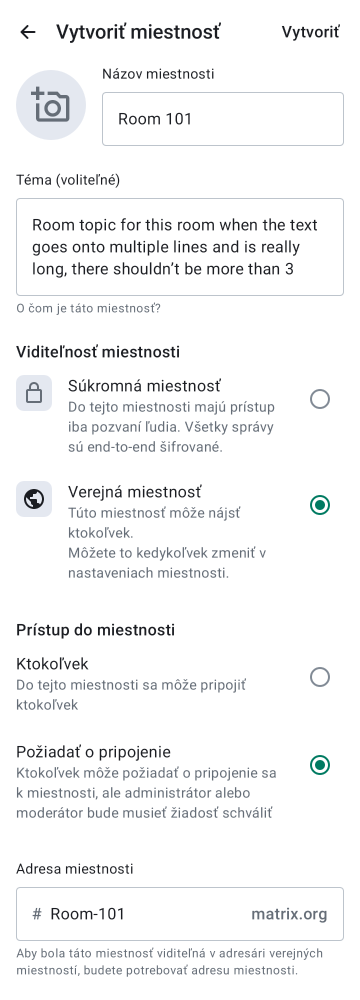 Vytvoriť miestnosť
Vytvoriť
Názov miestnosti
Room 101
Téma (voliteľné)
Room topic for this room when the text
goes onto multiple lines and is really
long, there shouldn’t be more than 3
O čom je táto miestnosť?
Viditeľnosť miestnosti
Súkromná miestnosť
Do tejto miestnosti majú prístup
iba pozvaní ľudia. Všetky správy
sú end-to-end šifrované.
Verejná miestnosť
Túto miestnosť môže nájsť
ktokoľvek.
Môžete to kedykoľvek zmeniť v
nastaveniach miestnosti.
Prístup do miestnosti
Ktokoľvek
Do tejto miestnosti sa môže pripojiť
ktokoľvek
Požiadať o pripojenie
Ktokoľvek môže požiadať o pripojenie sa
k miestnosti, ale administrátor alebo
moderátor bude musieť žiadosť schváliť
Adresa miestnosti
# Room-101 matrix.org
Aby bola táto miestnosť viditeľná v adresári verejných
miestností, budete potrebovať adresu miestnosti.